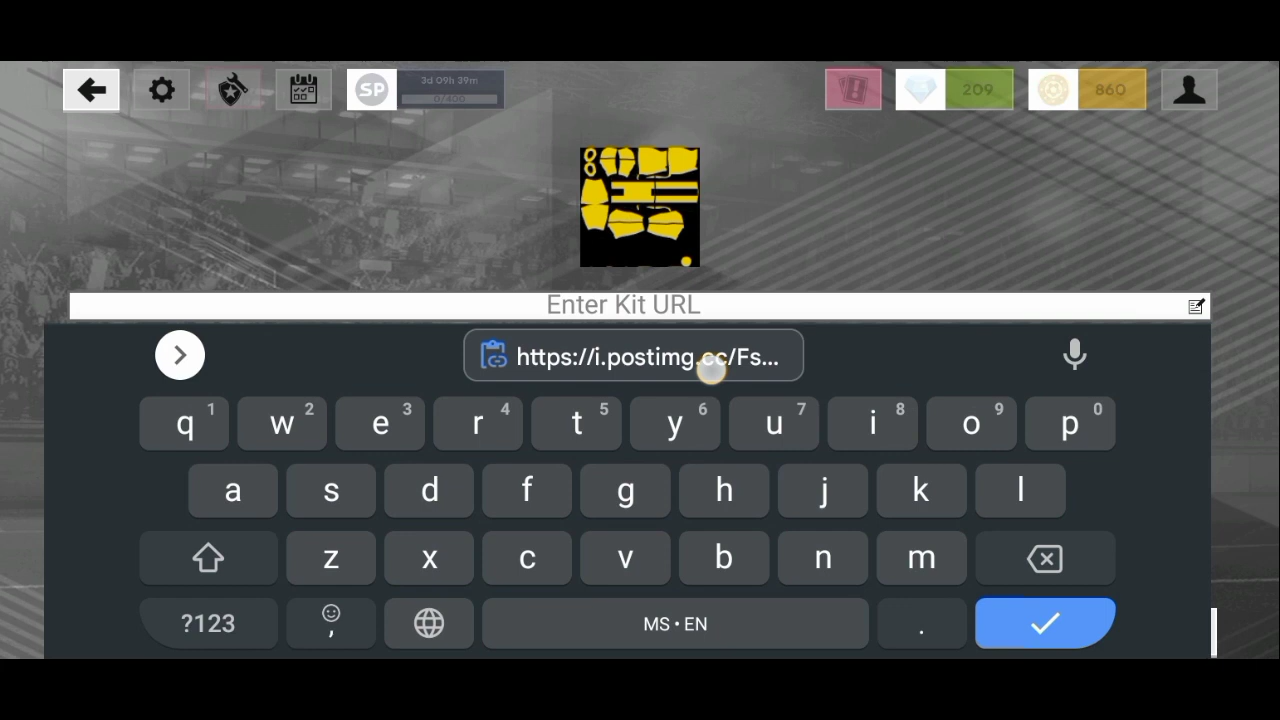 SP
3d 09h 39m
0/400
209
860
Enter Kit URL
https://i.postimg.cc/Fs...
q 1 w 2 e 3 r 4 t 5 y 6 u 7 i 8 o 9 p 0
a s d f g h j k l
z x c v b n m
?123 , MS • EN .